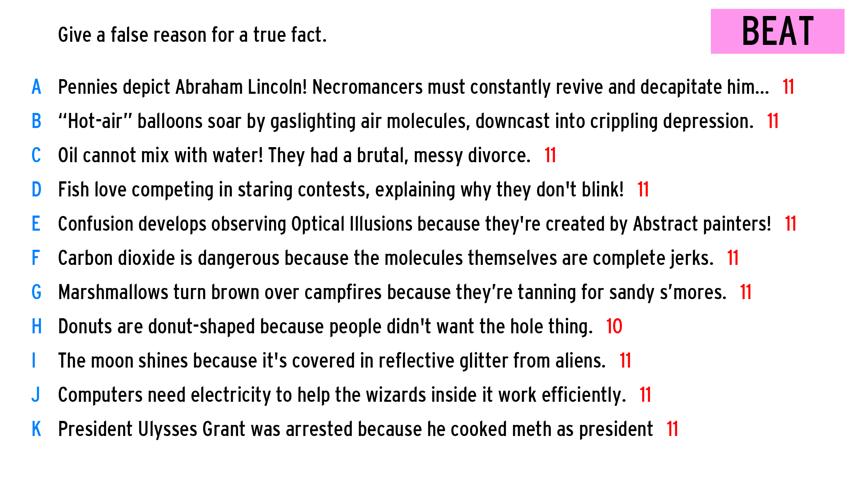 Give a false reason for a true fact.
BEAT
A Pennies depict Abraham Lincoln! Necromancers must constantly revive and decapitate him... 11
B “Hot-air” balloons soar by gaslighting air molecules, downcast into crippling depression. 11
C Oil cannot mix with water! They had a brutal, messy divorce. 11
D Fish love competing in staring contests, explaining why they don't blink! 11
E Confusion develops observing Optical Illusions because they're created by Abstract painters! 11
F Carbon dioxide is dangerous because the molecules themselves are complete jerks. 11
G Marshmallows turn brown over campfires because they’re tanning for sandy s’mores. 11
H Donuts are donut-shaped because people didn't want the hole thing. 10
I The moon shines because it's covered in reflective glitter from aliens. 11
J Computers need electricity to help the wizards inside it work efficiently. 11
K President Ulysses Grant was arrested because he cooked meth as president 11